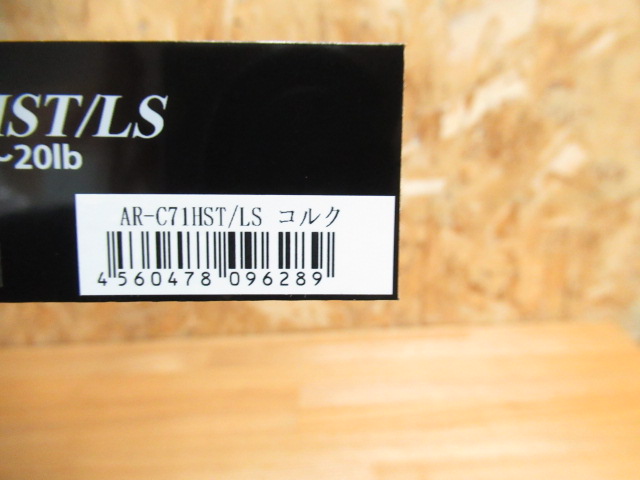 HST/LS
~20lb
AR-C71HST/LS コルク
4 560478 096289